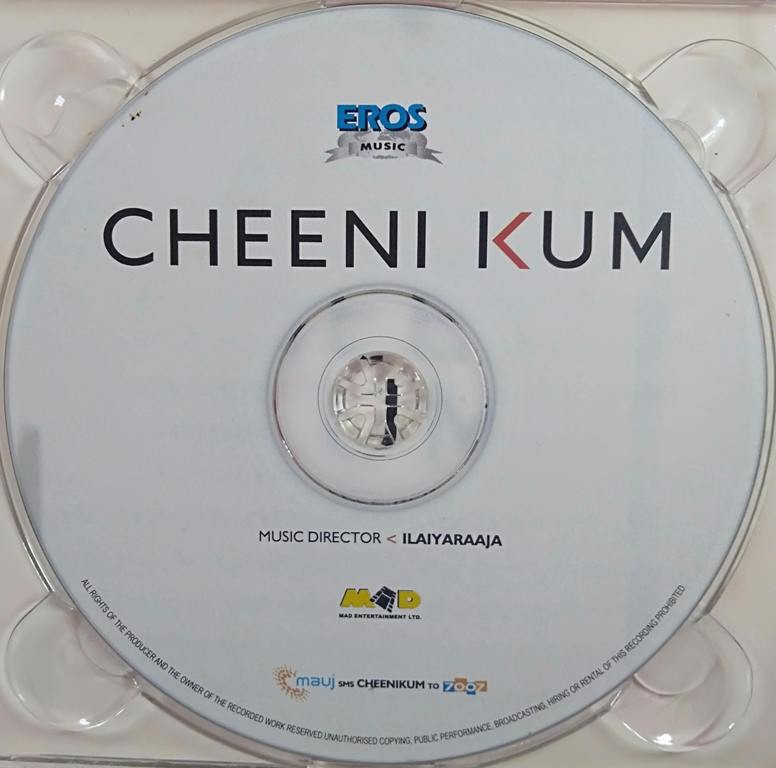 EROS
MUSIC
CHEENI KUM
MUSIC DIRECTOR < ILAIYARAAJA
MAD
MAD ENTERTAINMENT LTD.
mauj SMS CHEENIKUM TO 7007
ALL RIGHTS OF THE PRODUCER AND THE OWNER OF THE RECORDED WORK RESERVED.UNAUTHORISED COPYING, PUBLIC PERFORMANCE, BROADCASTING, HIRING OR RENTAL OF THIS RECORDING PROHIBITED.